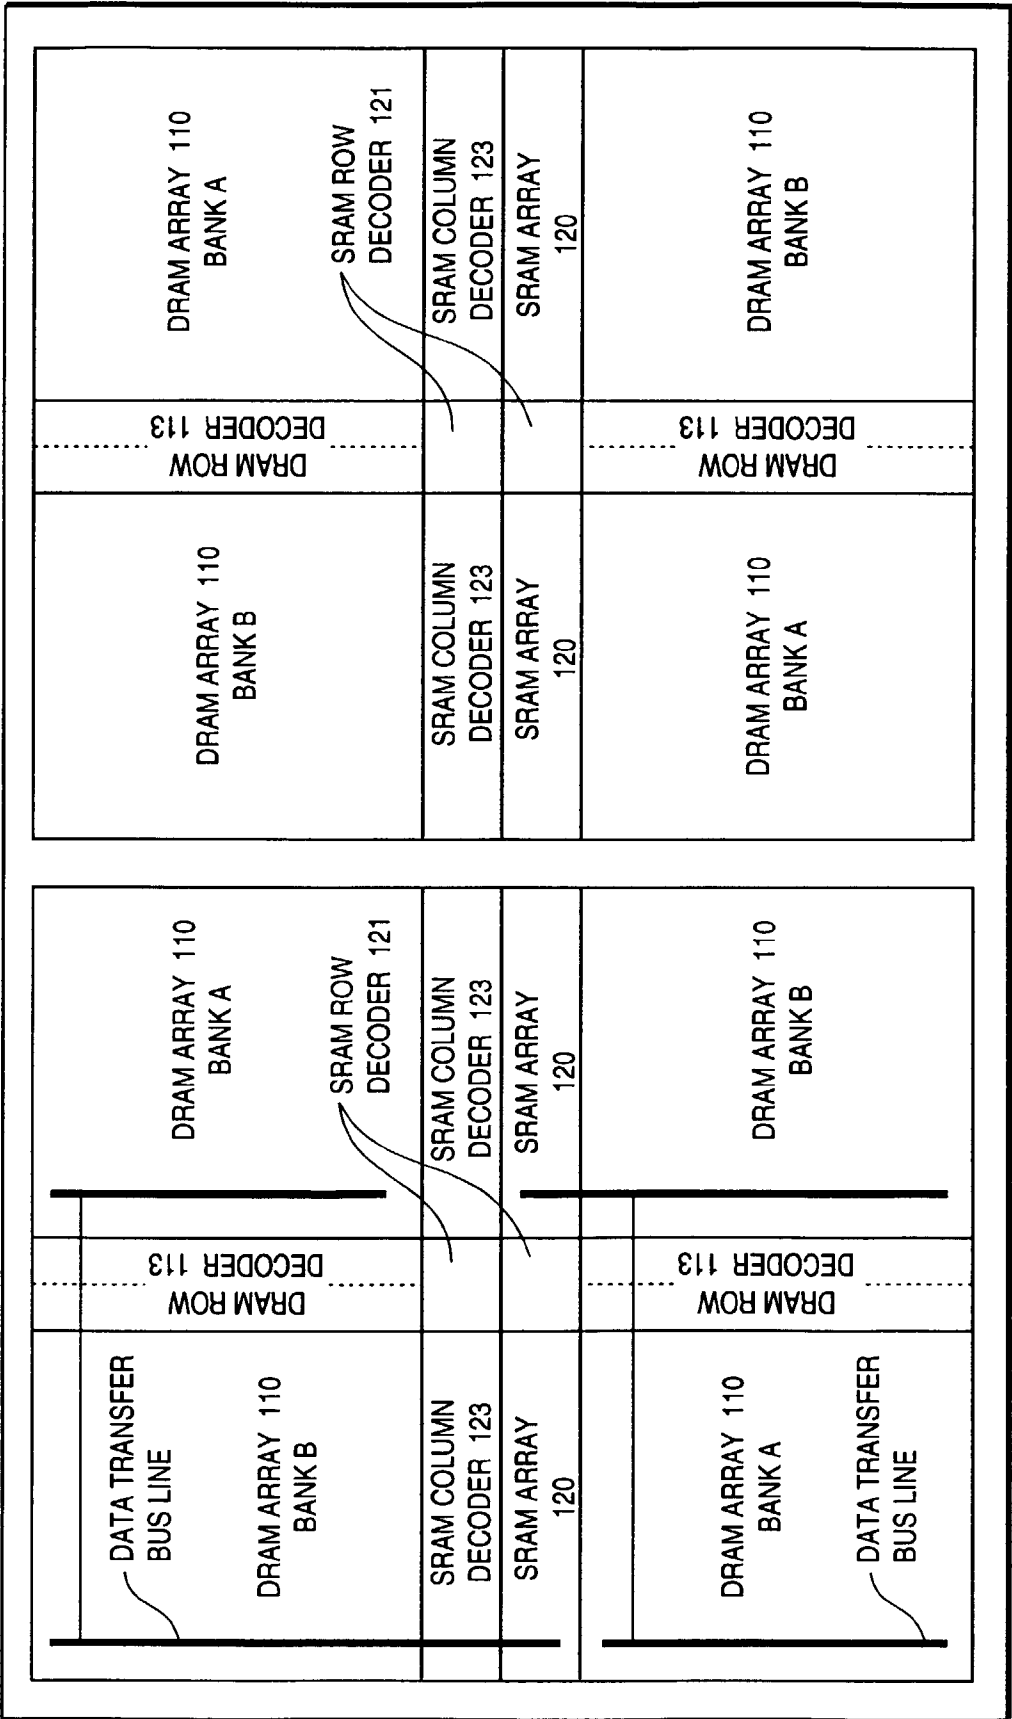 DATA TRANSFER
BUS LINE
DRAM ARRAY 110
BANK B
SRAM COLUMN
DECODER 123
SRAM ARRAY
120
DRAM ARRAY 110
BANK A
DATA TRANSFER
BUS LINE
DRAM ROW
DECODER 113
DRAM ROW
DECODER 113
DRAM ARRAY 110
BANK A
SRAM ROW
DECODER 121
SRAM COLUMN
DECODER 123
SRAM ARRAY
120
DRAM ARRAY 110
BANK B
DRAM ARRAY 110
BANK B
SRAM COLUMN
DECODER 123
SRAM ARRAY
120
DRAM ARRAY 110
BANK A
DRAM ROW
DECODER 113
DRAM ROW
DECODER 113
DRAM ARRAY 110
BANK A
SRAM ROW
DECODER 121
SRAM COLUMN
DECODER 123
SRAM ARRAY
120
DRAM ARRAY 110
BANK B